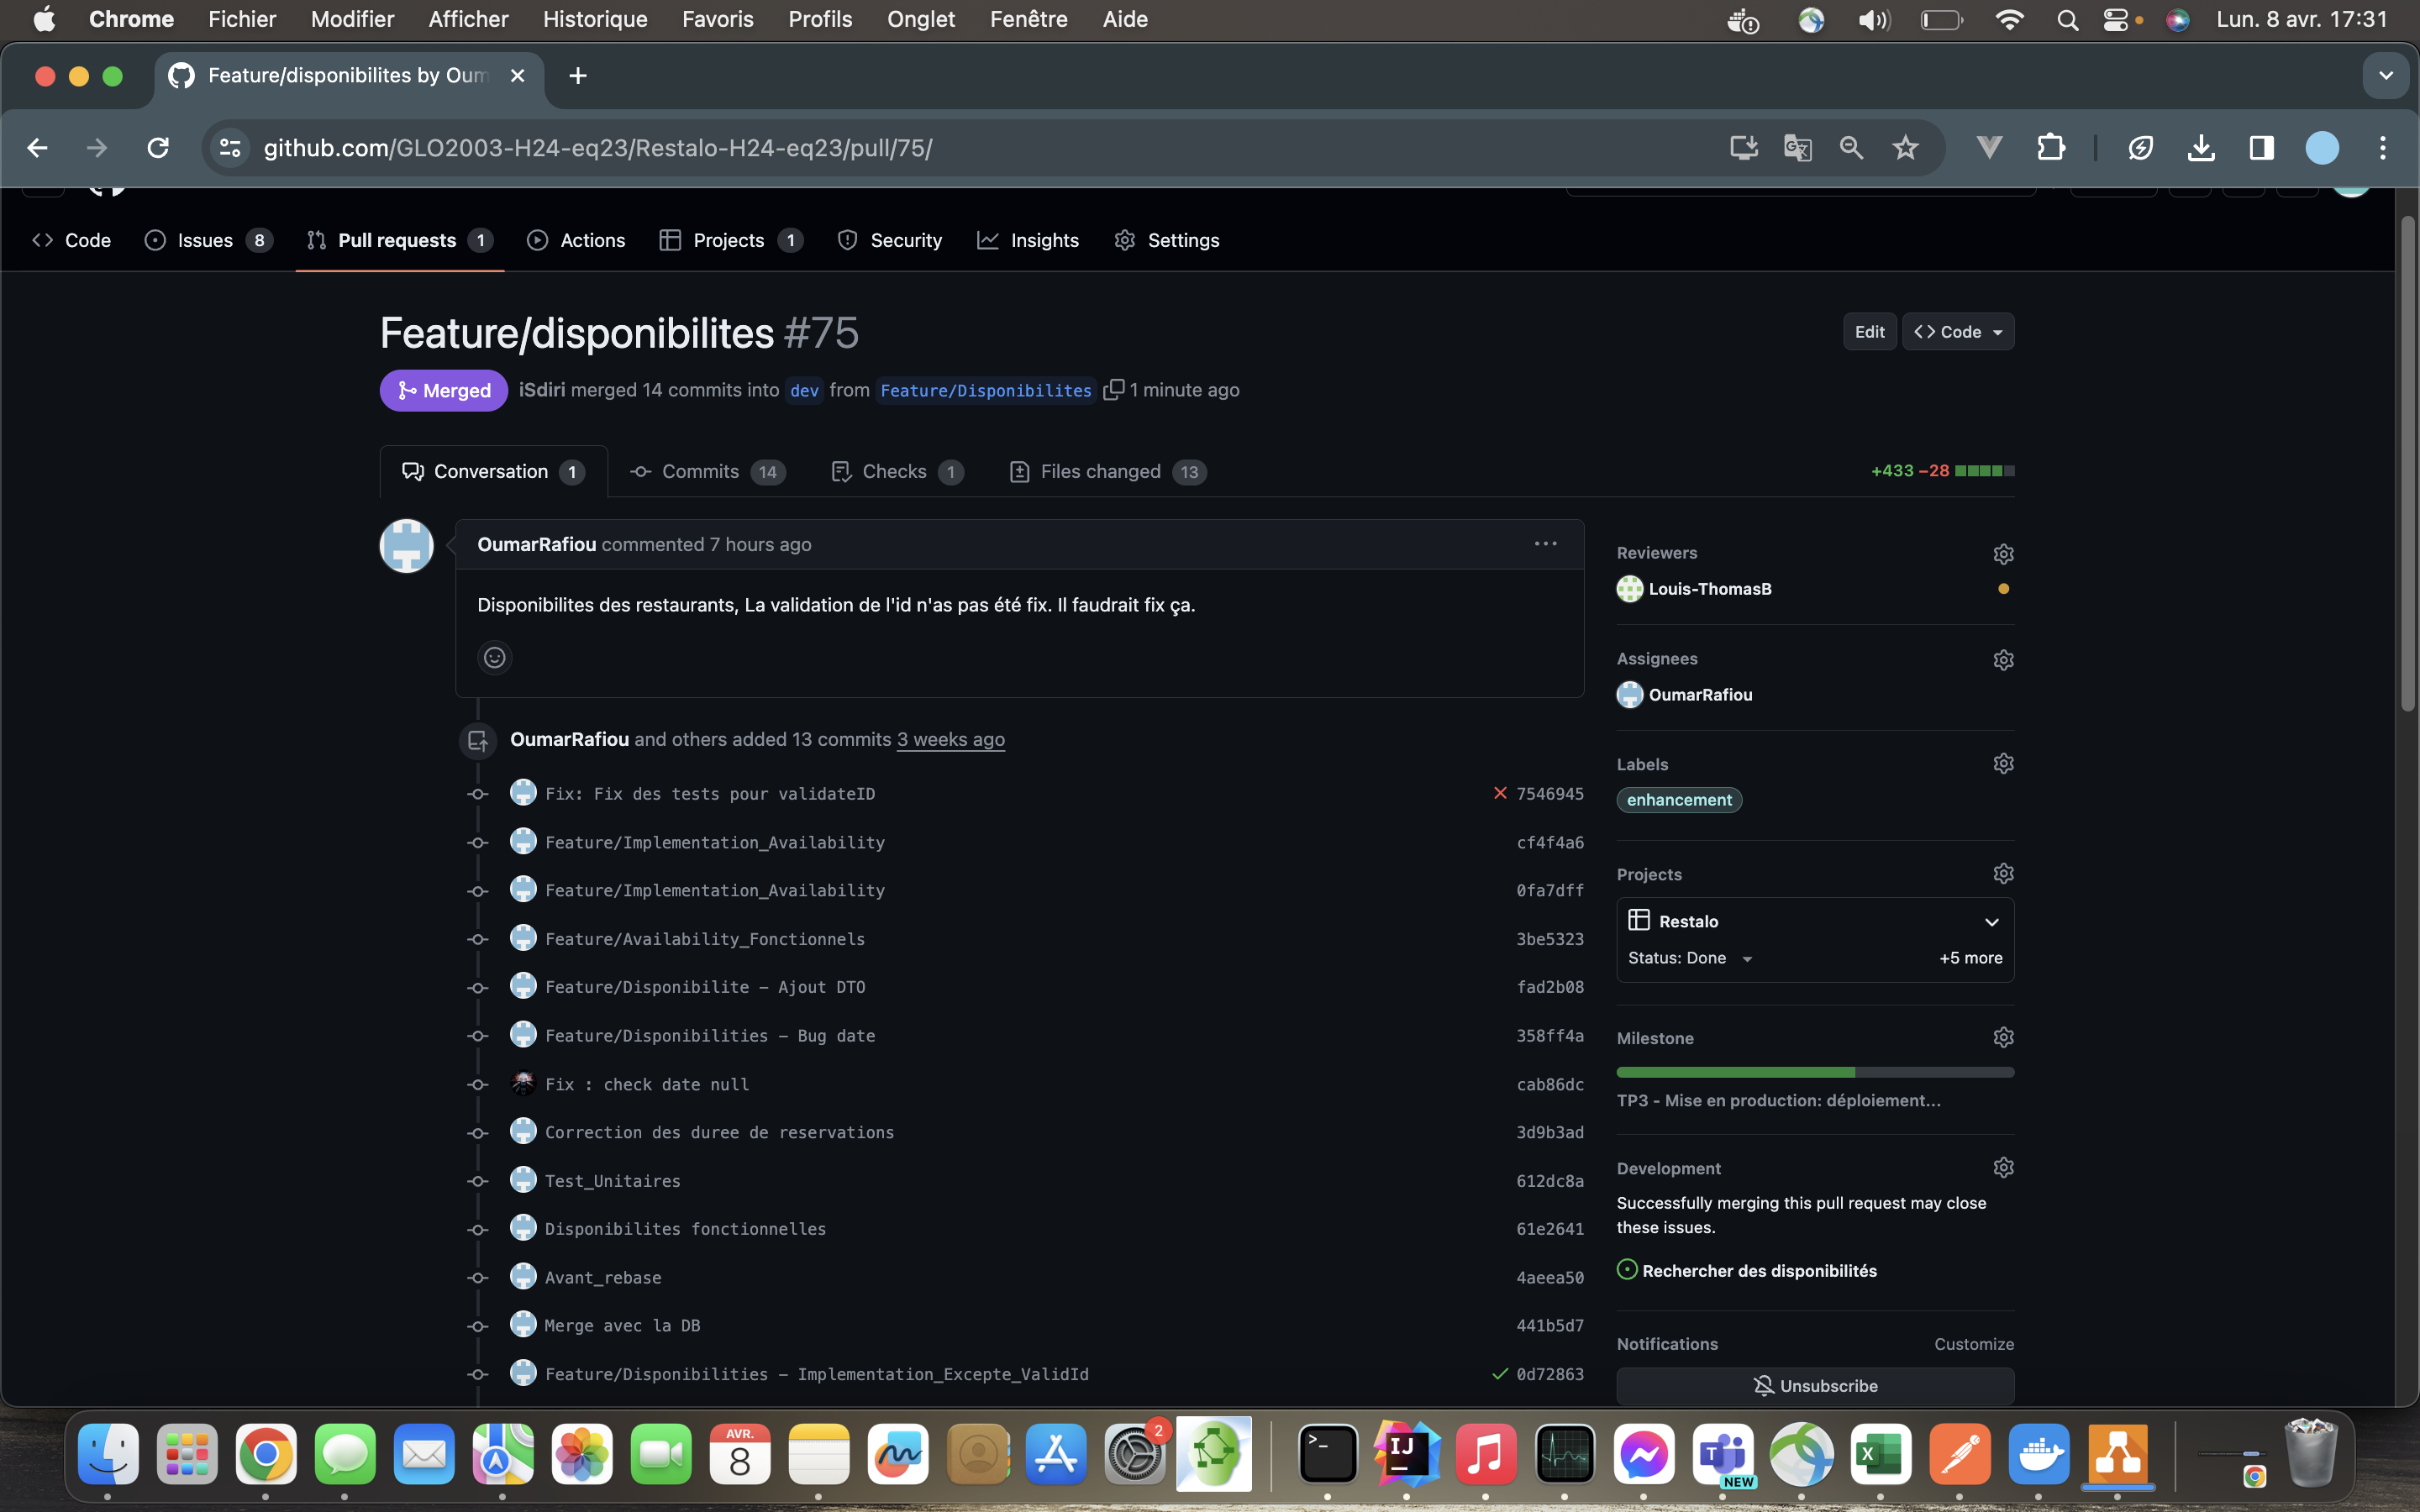 Chrome Fichier Modifier Afficher Historique Favoris Profils Onglet Fenêtre Aide Lun. 8 avr. 17:31
Feature/disponibilites by Oum
github.com/GLO2003-H24-eq23/Restalo-H24-eq23/pull/75/
Code Issues 8 Pull requests 1 Actions Projects 1 Security Insights Settings
Feature/disponibilites #75
Edit <> Code
Merged iSdiri merged 14 commits into dev from Feature/Disponibilites 1 minute ago
Conversation 1 Commits 14 Checks 1 Files changed 13 +433 −28
OumarRafiou commented 7 hours ago
Disponibilites des restaurants, La validation de l'id n'as pas été fix. Il faudrait fix ça.
OumarRafiou and others added 13 commits 3 weeks ago
Fix: Fix des tests pour validateID 7546945
Feature/Implementation_Availability cf4f4a6
Feature/Implementation_Availability 0fa7dff
Feature/Availability_Fonctionnels 3be5323
Feature/Disponibilite – Ajout DTO fad2b08
Feature/Disponibilities – Bug date 358ff4a
Fix : check date null cab86dc
Correction des duree de reservations 3d9b3ad
Test_Unitaires 612dc8a
Disponibilites fonctionnelles 61e2641
Avant_rebase 4aeea50
Merge avec la DB 441b5d7
Feature/Disponibilities – Implementation_Excepte_ValidId 0d72863
Reviewers
Louis-ThomasB
Assignees
OumarRafiou
Labels
enhancement
Projects
Restalo
Status: Done +5 more
Milestone
TP3 - Mise en production: déploiement...
Development
Successfully merging this pull request may close
these issues.
Rechercher des disponibilités
Notifications Customize
Unsubscribe
AVR.
8
2
>_
IJ
T
NEW
X